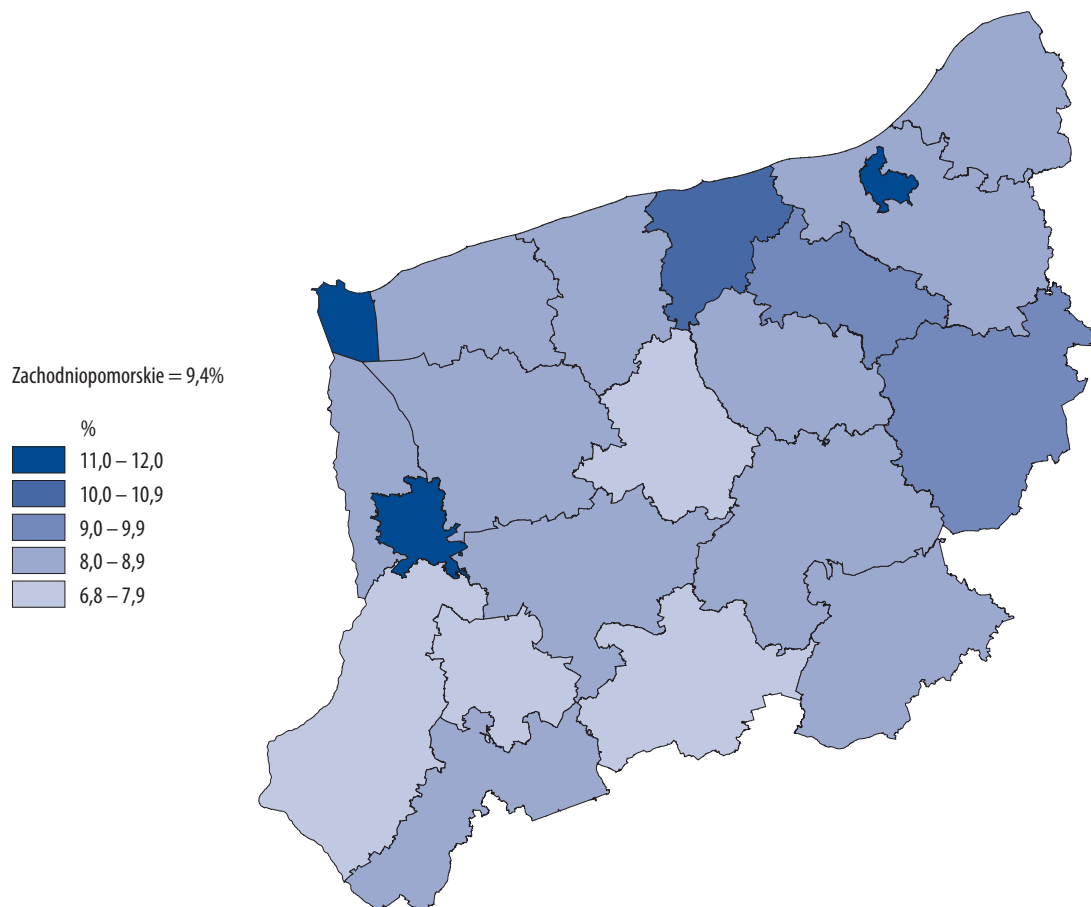 Zachodniopomorskie = 9,4%
%
11,0 – 12,0
10,0 – 10,9
9,0 – 9,9
8,0 – 8,9
6,8 – 7,9